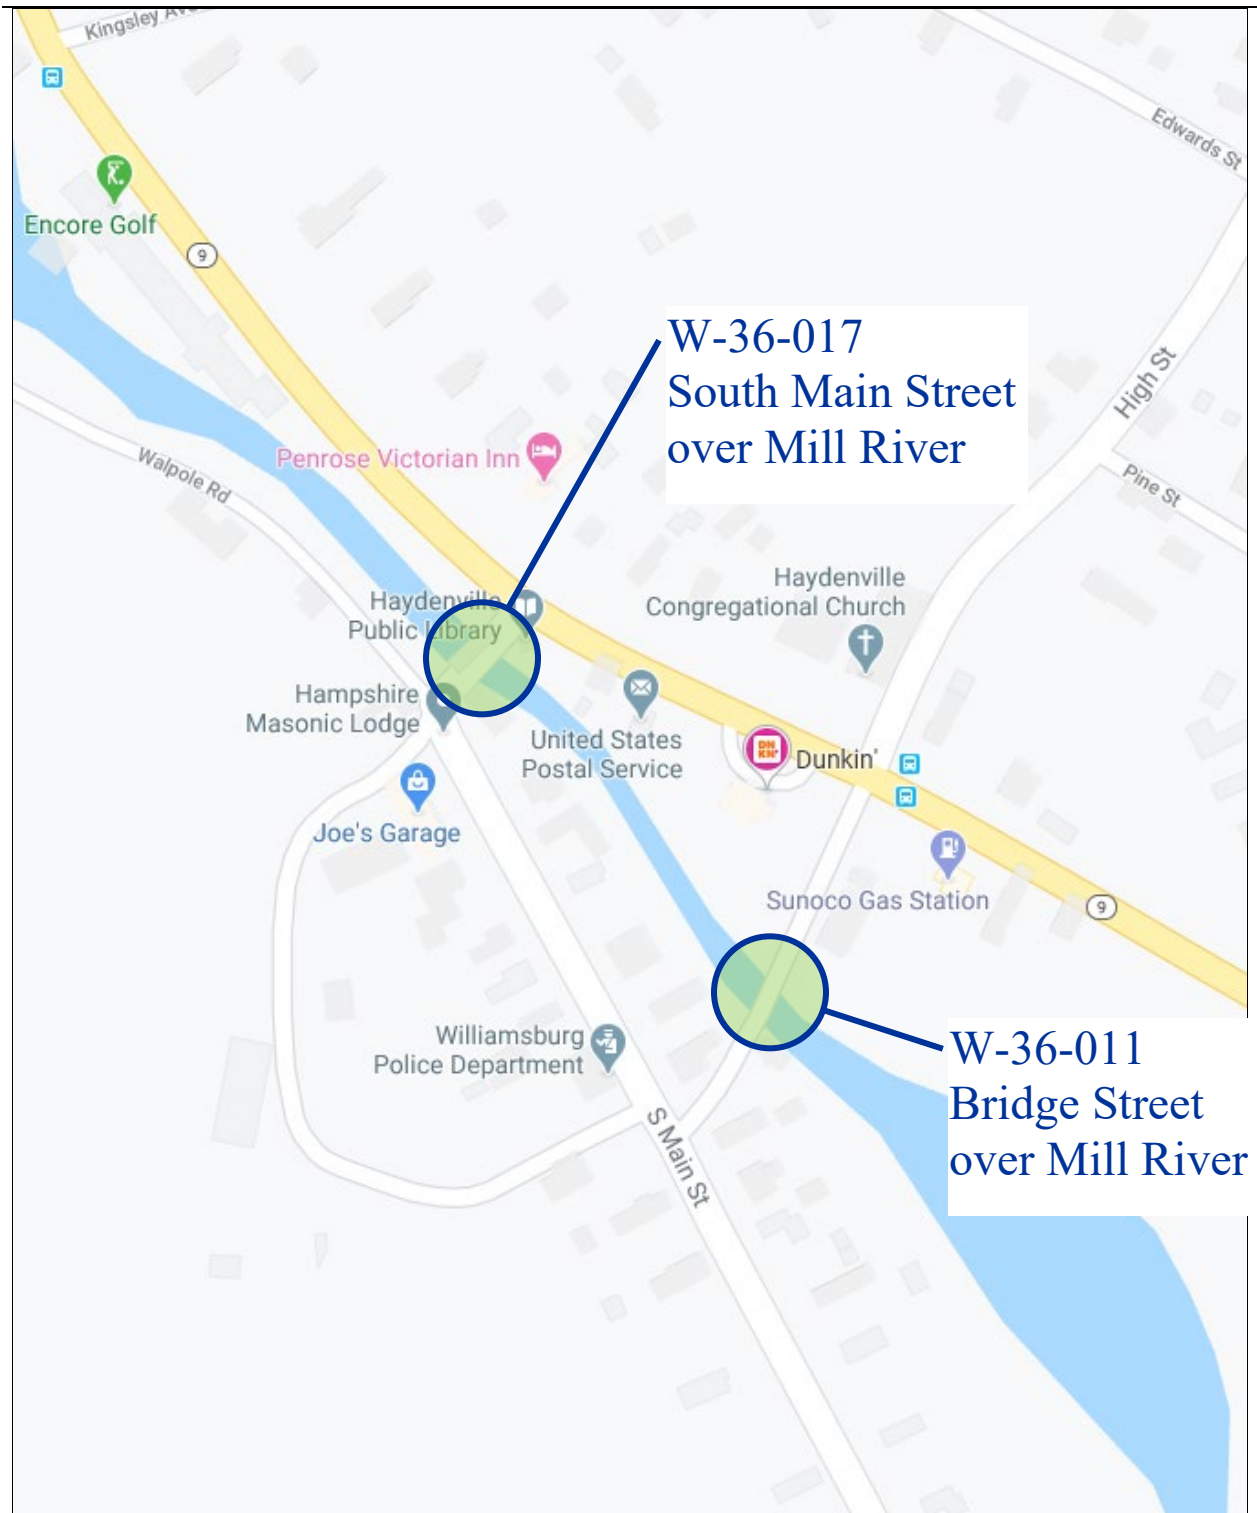 Kingsley Ave
Edwards St
Encore Golf
9
W-36-017
South Main Street
over Mill River
High St
Penrose Victorian Inn
Walpole Rd
Pine St
Haydenville
Congregational Church
Haydenville
Public Library
Hampshire
Masonic Lodge
United States
Postal Service
DN
KN'
Dunkin'
Joe's Garage
Sunoco Gas Station
9
Williamsburg
Police Department
W-36-011
Bridge Street
over Mill River
S Main St